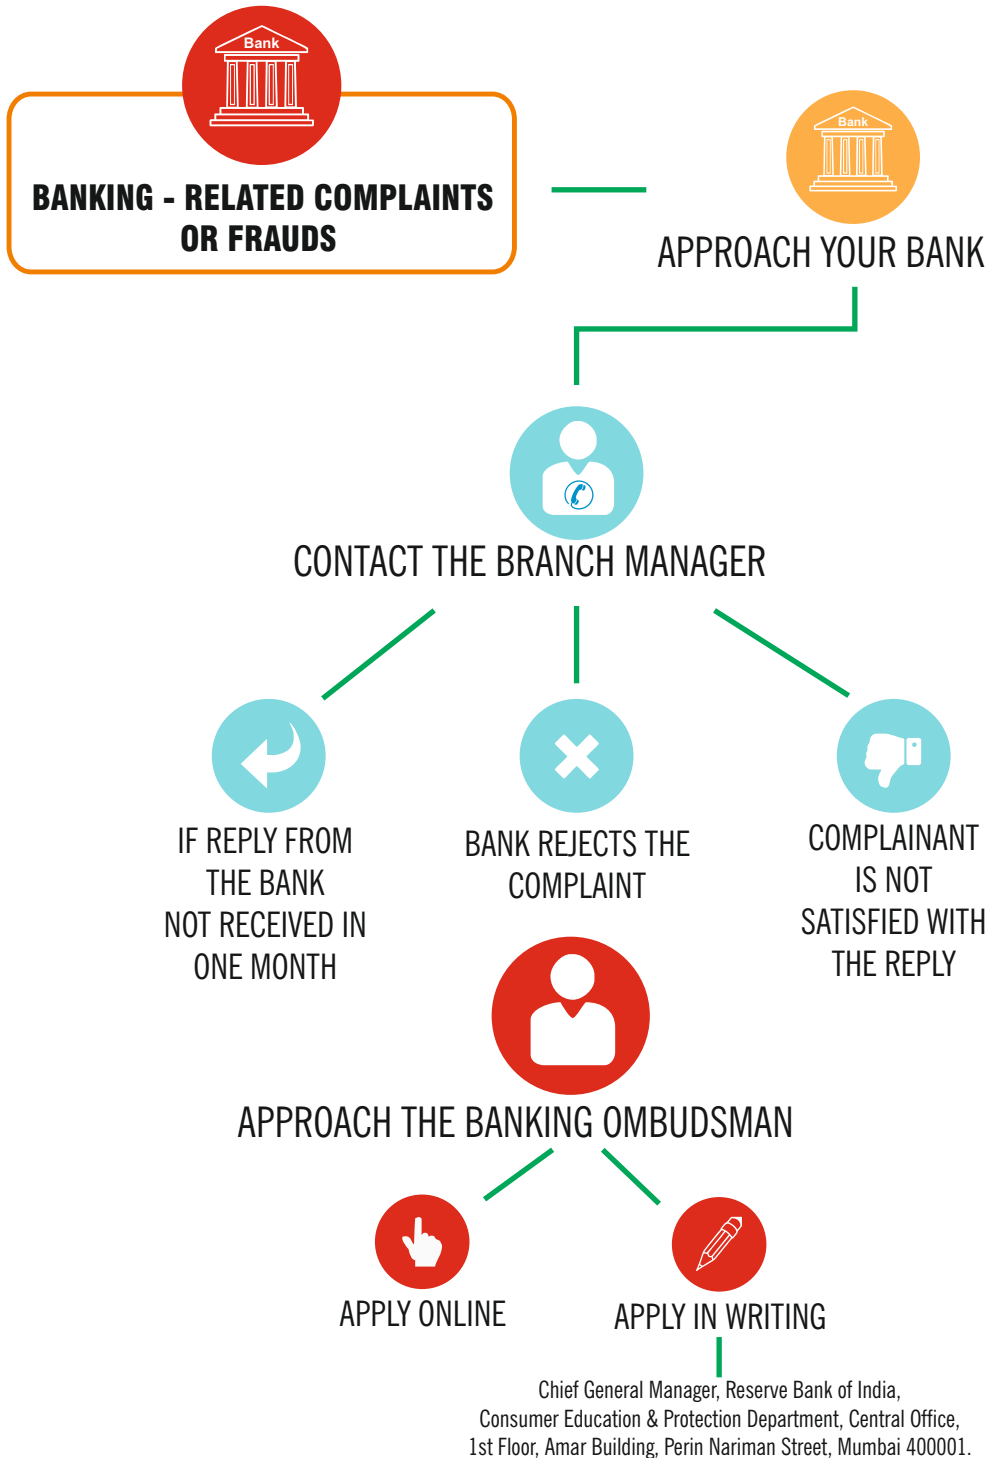 Bank
BANKING - RELATED COMPLAINTS
OR FRAUDS
Bank
APPROACH YOUR BANK
CONTACT THE BRANCH MANAGER
IF REPLY FROM
THE BANK
NOT RECEIVED IN
ONE MONTH
BANK REJECTS THE
COMPLAINT
COMPLAINANT
IS NOT
SATISFIED WITH
THE REPLY
APPROACH THE BANKING OMBUDSMAN
APPLY ONLINE
APPLY IN WRITING
Chief General Manager, Reserve Bank of India,
Consumer Education & Protection Department, Central Office,
1st Floor, Amar Building, Perin Nariman Street, Mumbai 400001.